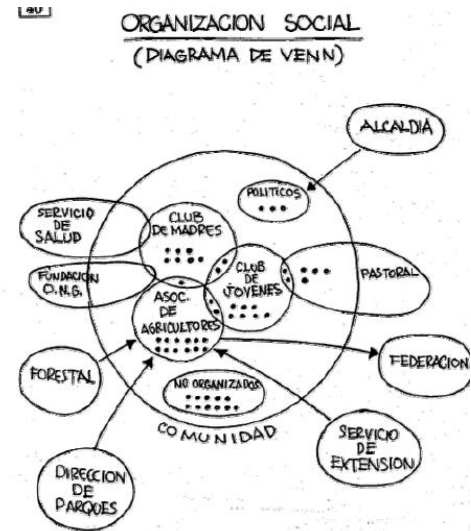 40
ORGANIZACION SOCIAL
(DIAGRAMA DE VENN)
ALCALDIA
POLITICOS
SERVICIO
DE
SALUD
CLUB
DE MADRES
FUNDACION
O.N.G.
CLUB
DE
JOVENES
PASTORAL
ASOC.
DE
AGRICULTORES
FORESTAL
FEDERACION
NO ORGANIZADOS
COMUNIDAD
SERVICIO
DE
EXTENSION
DIRECCION
DE
PARQUES